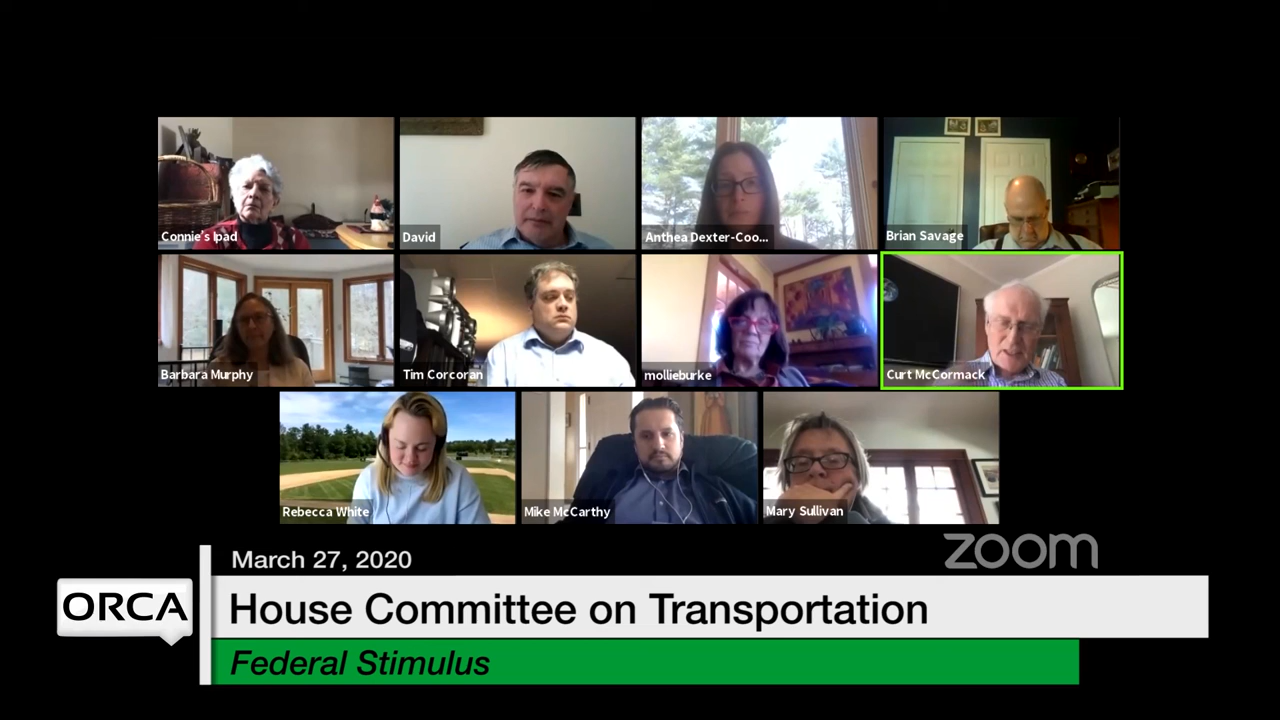 Connie's Ipad
David
Anthea Dexter-Coo...
Brian Savage
Barbara Murphy
Tim Corcoran
mollieburke
Curt McCormack
Rebecca White
Mike McCarthy
Mary Sullivan
zoom
March 27, 2020
ORCA
House Committee on Transportation
Federal Stimulus